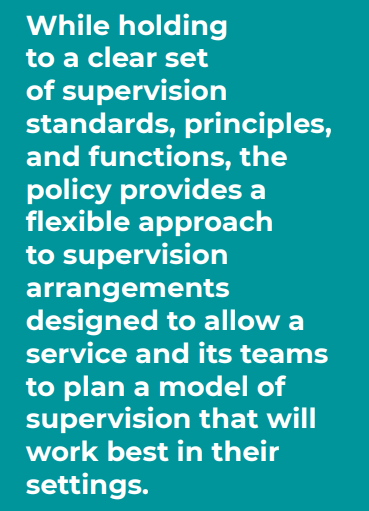 While holding
to a clear set
of supervision
standards, principles,
and functions, the
policy provides a
flexible approach
to supervision
arrangements
designed to allow a
service and its teams
to plan a model of
supervision that will
work best in their
settings.